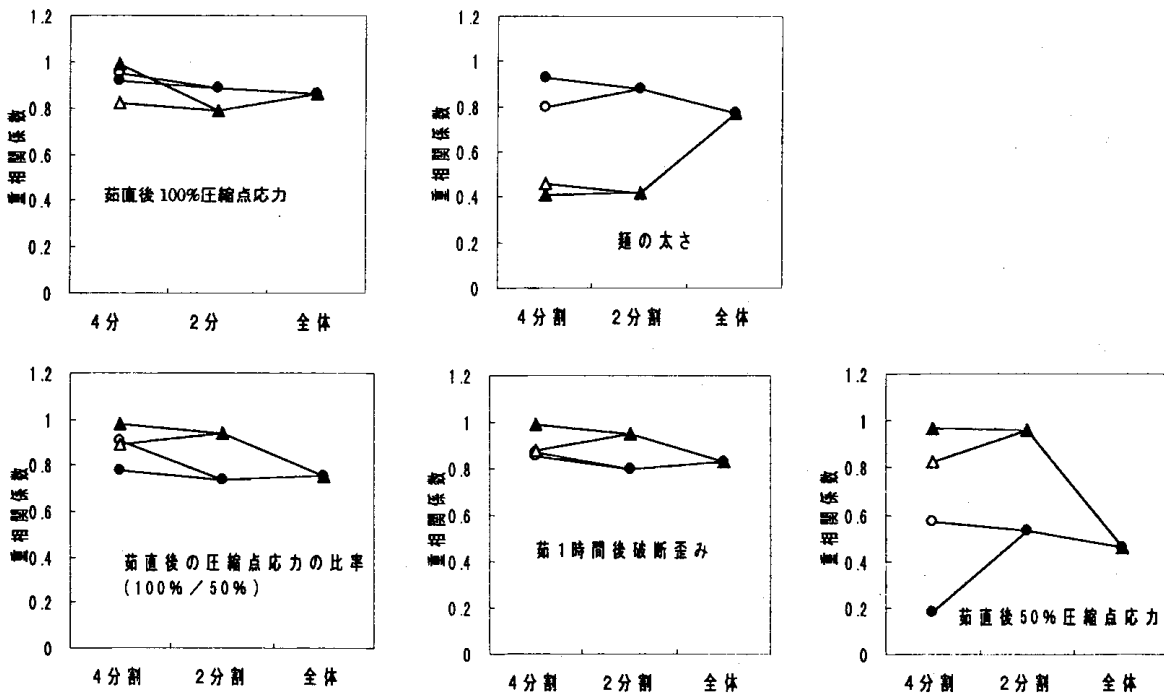 1.2
1
0.8
0.6
0.4
0.2
0
重相関係数
茹直後100%圧縮点応力
4分
2分
全体
1.2
1
0.8
0.6
0.4
0.2
0
重相関係数
麺の太さ
4分割
2分割
全体
1.2
1
0.8
0.6
0.4
0.2
0
重相関係数
茹直後の圧縮点応力の比率
(100%/50%)
4分割
2分割
全体
1.2
1
0.8
0.6
0.4
0.2
0
重相関係数
茹1時間後破断歪み
4分割
2分割
全体
1.2
1
0.8
0.6
0.4
0.2
0
重相関係数
茹直後50%圧縮点応力
4分割
2分割
全体